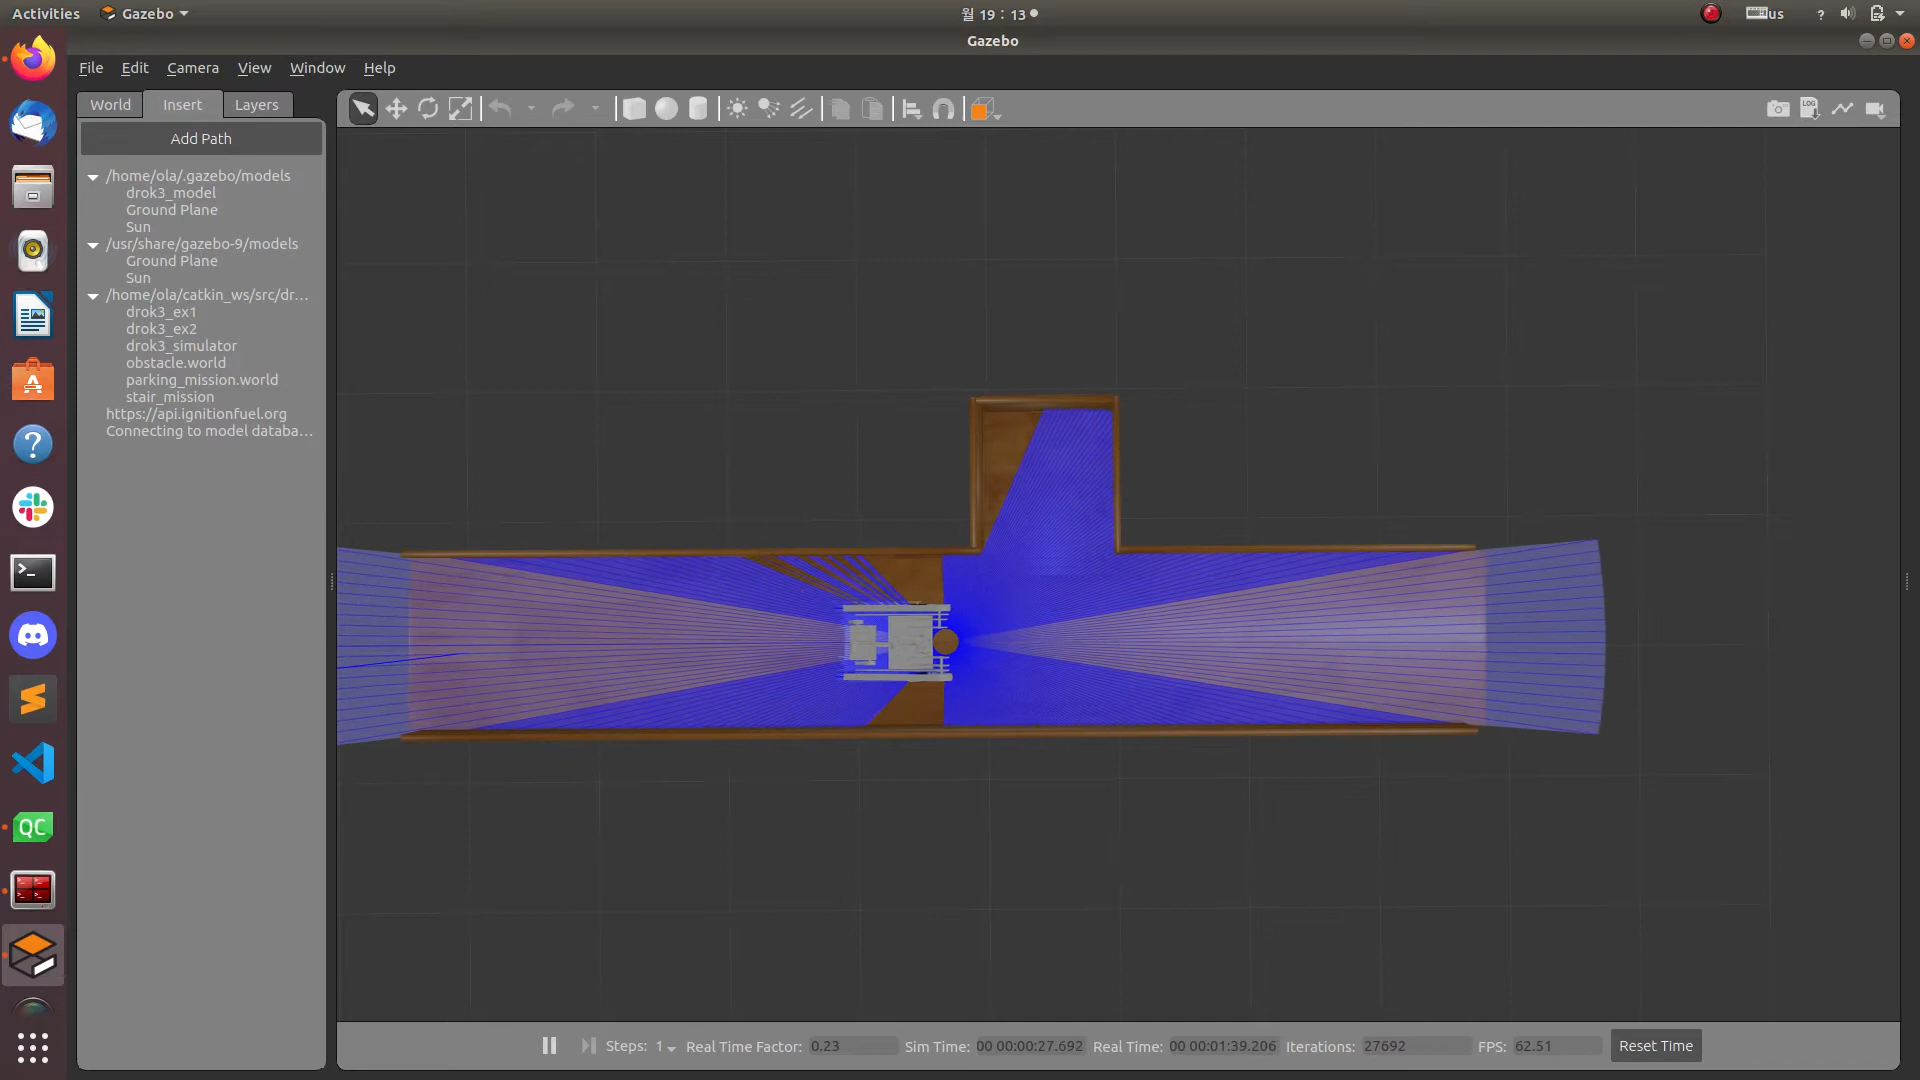 Activities
Gazebo
월 19 : 13
us
?
Gazebo
File Edit Camera View Window Help
World Insert Layers
LOG
Add Path
/home/ola/.gazebo/models
drok3_model
Ground Plane
Sun
/usr/share/gazebo-9/models
Ground Plane
Sun
/home/ola/catkin_ws/src/dr...
drok3_ex1
drok3_ex2
drok3_simulator
obstacle.world
parking_mission.world
stair_mission
https://api.ignitionfuel.org
Connecting to model databa...
QC
Steps: 1 Real Time Factor: 0.23 Sim Time: 00 00:00:27.692 Real Time: 00 00:01:39.206 Iterations: 27692 FPS: 62.51 Reset Time